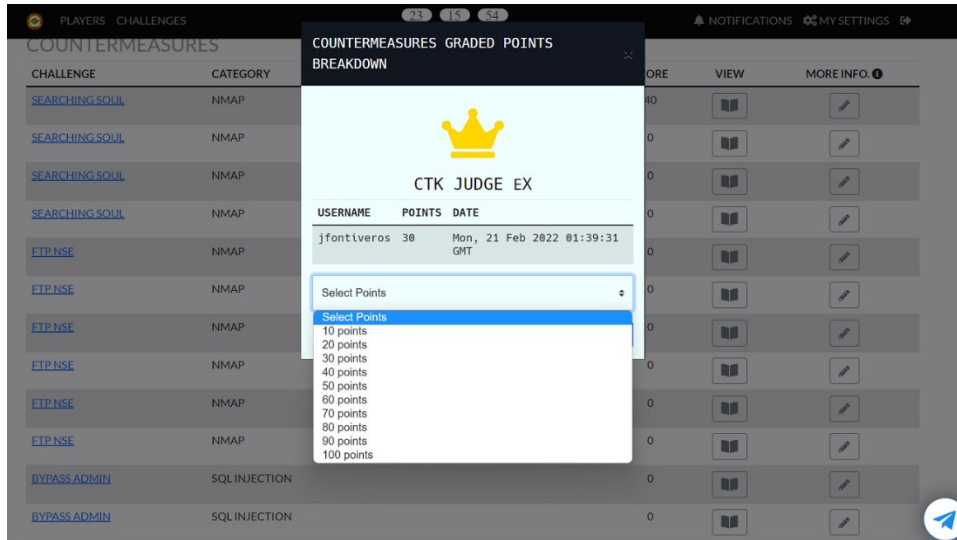 PLAYERS CHALLENGES 23 15 54 NOTIFICATIONS MY SETTINGS
COUNTERMEASURES
COUNTERMEASURES GRADED POINTS
BREAKDOWN
CHALLENGE CATEGORY ORE VIEW MORE INFO.
SEARCHING SOUL NMAP 40
SEARCHING SOUL NMAP 0
SEARCHING SOUL NMAP 0
SEARCHING SOUL NMAP 0
FTP NSE NMAP 0
FTP NSE NMAP 0
FTP NSE NMAP 0
FTP NSE NMAP 0
FTP NSE NMAP 0
FTP NSE NMAP 0
BYPASS ADMIN SQL INJECTION 0
BYPASS ADMIN SQL INJECTION 0
CTK JUDGE EX
USERNAME POINTS DATE
jfontiveros 30 Mon, 21 Feb 2022 01:39:31
GMT
Select Points
Select Points
10 points
20 points
30 points
40 points
50 points
60 points
70 points
80 points
90 points
100 points